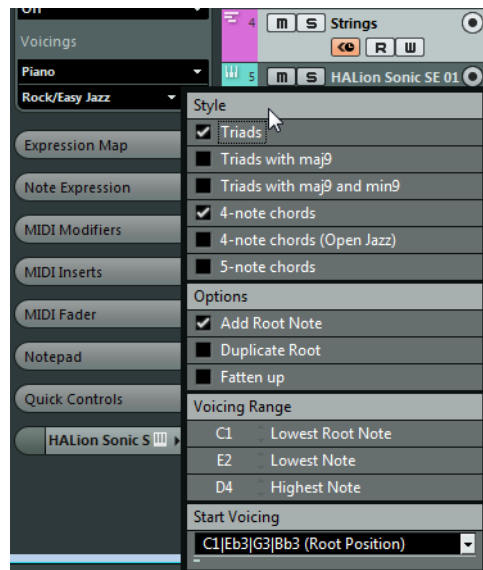 Off
Voicings
Piano
Rock/Easy Jazz
Expression Map
Note Expression
MIDI Modifiers
MIDI Inserts
MIDI Fader
Notepad
Quick Controls
HALion Sonic S
4 m S Strings
R W
5 m S HALion Sonic SE 01
Style
Triads
Triads with maj9
Triads with maj9 and min9
4-note chords
4-note chords (Open Jazz)
5-note chords
Options
Add Root Note
Duplicate Root
Fatten up
Voicing Range
C1 Lowest Root Note
E2 Lowest Note
D4 Highest Note
Start Voicing
C1|Eb3|G3|Bb3 (Root Position)